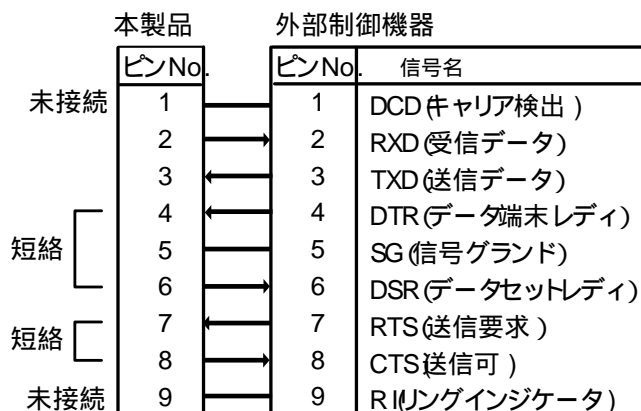 本製品 外部制御機器
ピンNo. ピンNo. 信号名
未接続 1 1 DCD(キャリア検出)
2 2 RXD(受信データ)
3 3 TXD(送信データ)
4 4 DTR(データ端末レディ)
短絡 5 5 SG(信号グランド)
6 6 DSR(データセットレディ)
7 7 RTS(送信要求)
短絡
8 8 CTS(送信可)
未接続 9 9 RI(リングインジケータ)